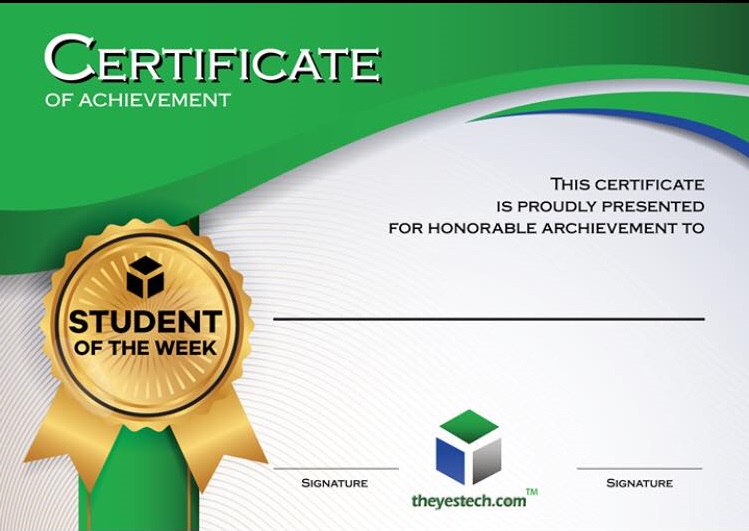 CERTIFICATE
OF ACHIEVEMENT
THIS CERTIFICATE
IS PROUDLY PRESENTED
FOR HONORABLE ARCHIEVEMENT TO
STUDENT
OF THE WEEK
SIGNATURE
theyestech.com™
SIGNATURE